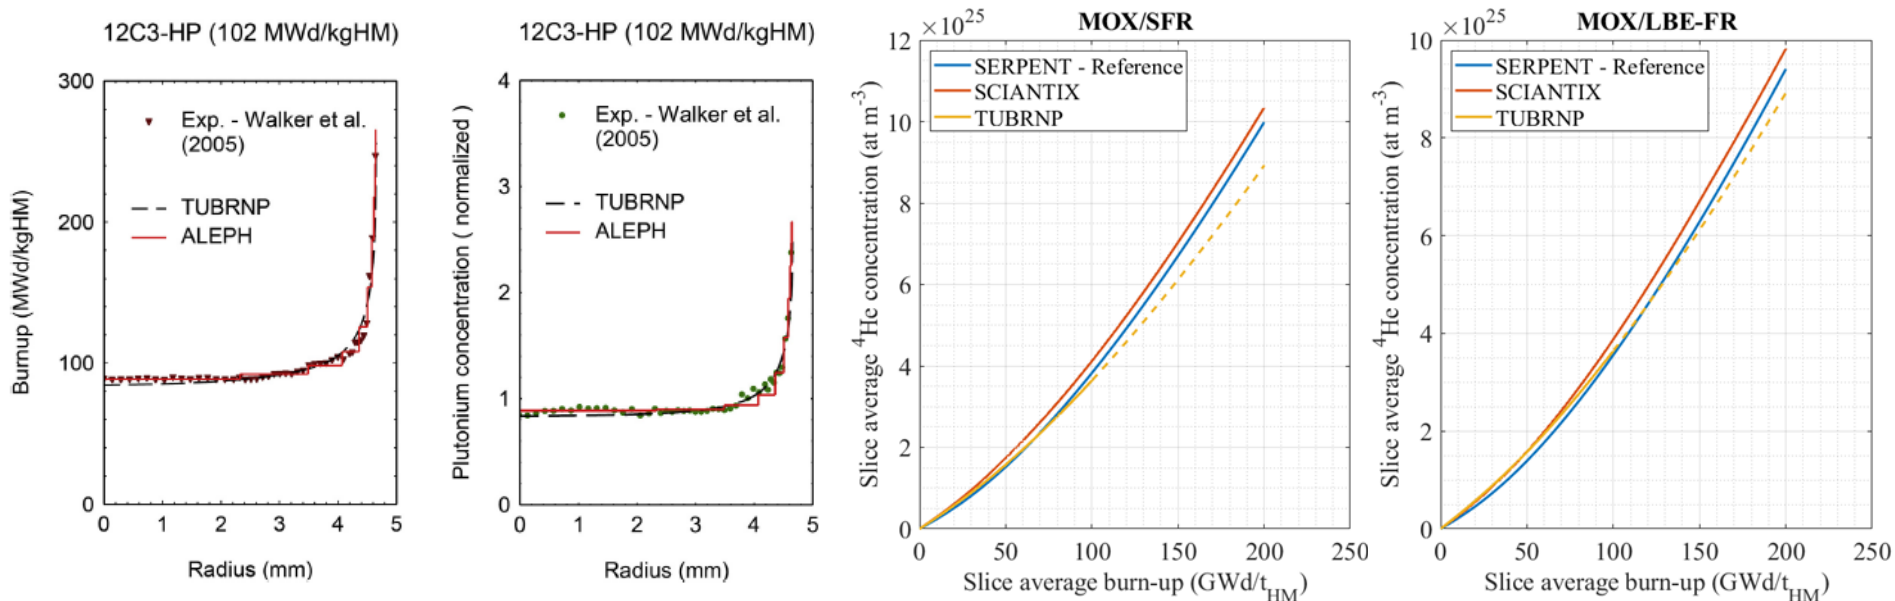 12C3-HP (102 MWd/kgHM)
300
200
100
0
Burnup (MWd/kgHM)
Exp. - Walker et al.
(2005)
TUBRNP
ALEPH
0 1 2 3 4 5
Radius (mm)
12C3-HP (102 MWd/kgHM)
4
3
2
1
0
Plutonium concentration ( normalized )
Exp. - Walker et al.
(2005)
TUBRNP
ALEPH
0 1 2 3 4 5
Radius (mm)
×10^25
MOX/SFR
12
10
8
6
4
2
0
Slice average ^4He concentration (at m^-3)
SERPENT - Reference
SCIANTIX
TUBRNP
0 50 100 150 200 250
Slice average burn-up (GWd/t_HM)
×10^25
MOX/LBE-FR
10
8
6
4
2
0
Slice average ^4He concentration (at m^-3)
SERPENT - Reference
SCIANTIX
TUBRNP
0 50 100 150 200 250
Slice average burn-up (GWd/t_HM)